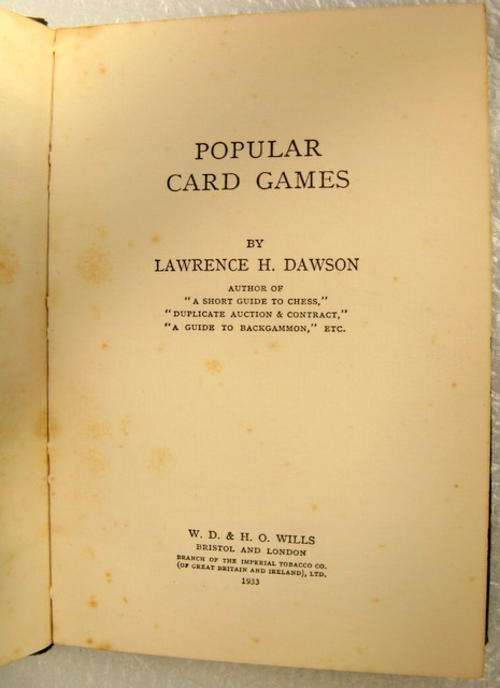 POPULAR
CARD GAMES
BY
LAWRENCE H. DAWSON
AUTHOR OF
"A SHORT GUIDE TO CHESS,"
"DUPLICATE AUCTION & CONTRACT,"
"A GUIDE TO BACKGAMMON," ETC.
W. D. & H. O. WILLS
BRISTOL AND LONDON
BRANCH OF THE IMPERIAL TOBACCO CO.
(OF GREAT BRITAIN AND IRELAND), LTD.
1933